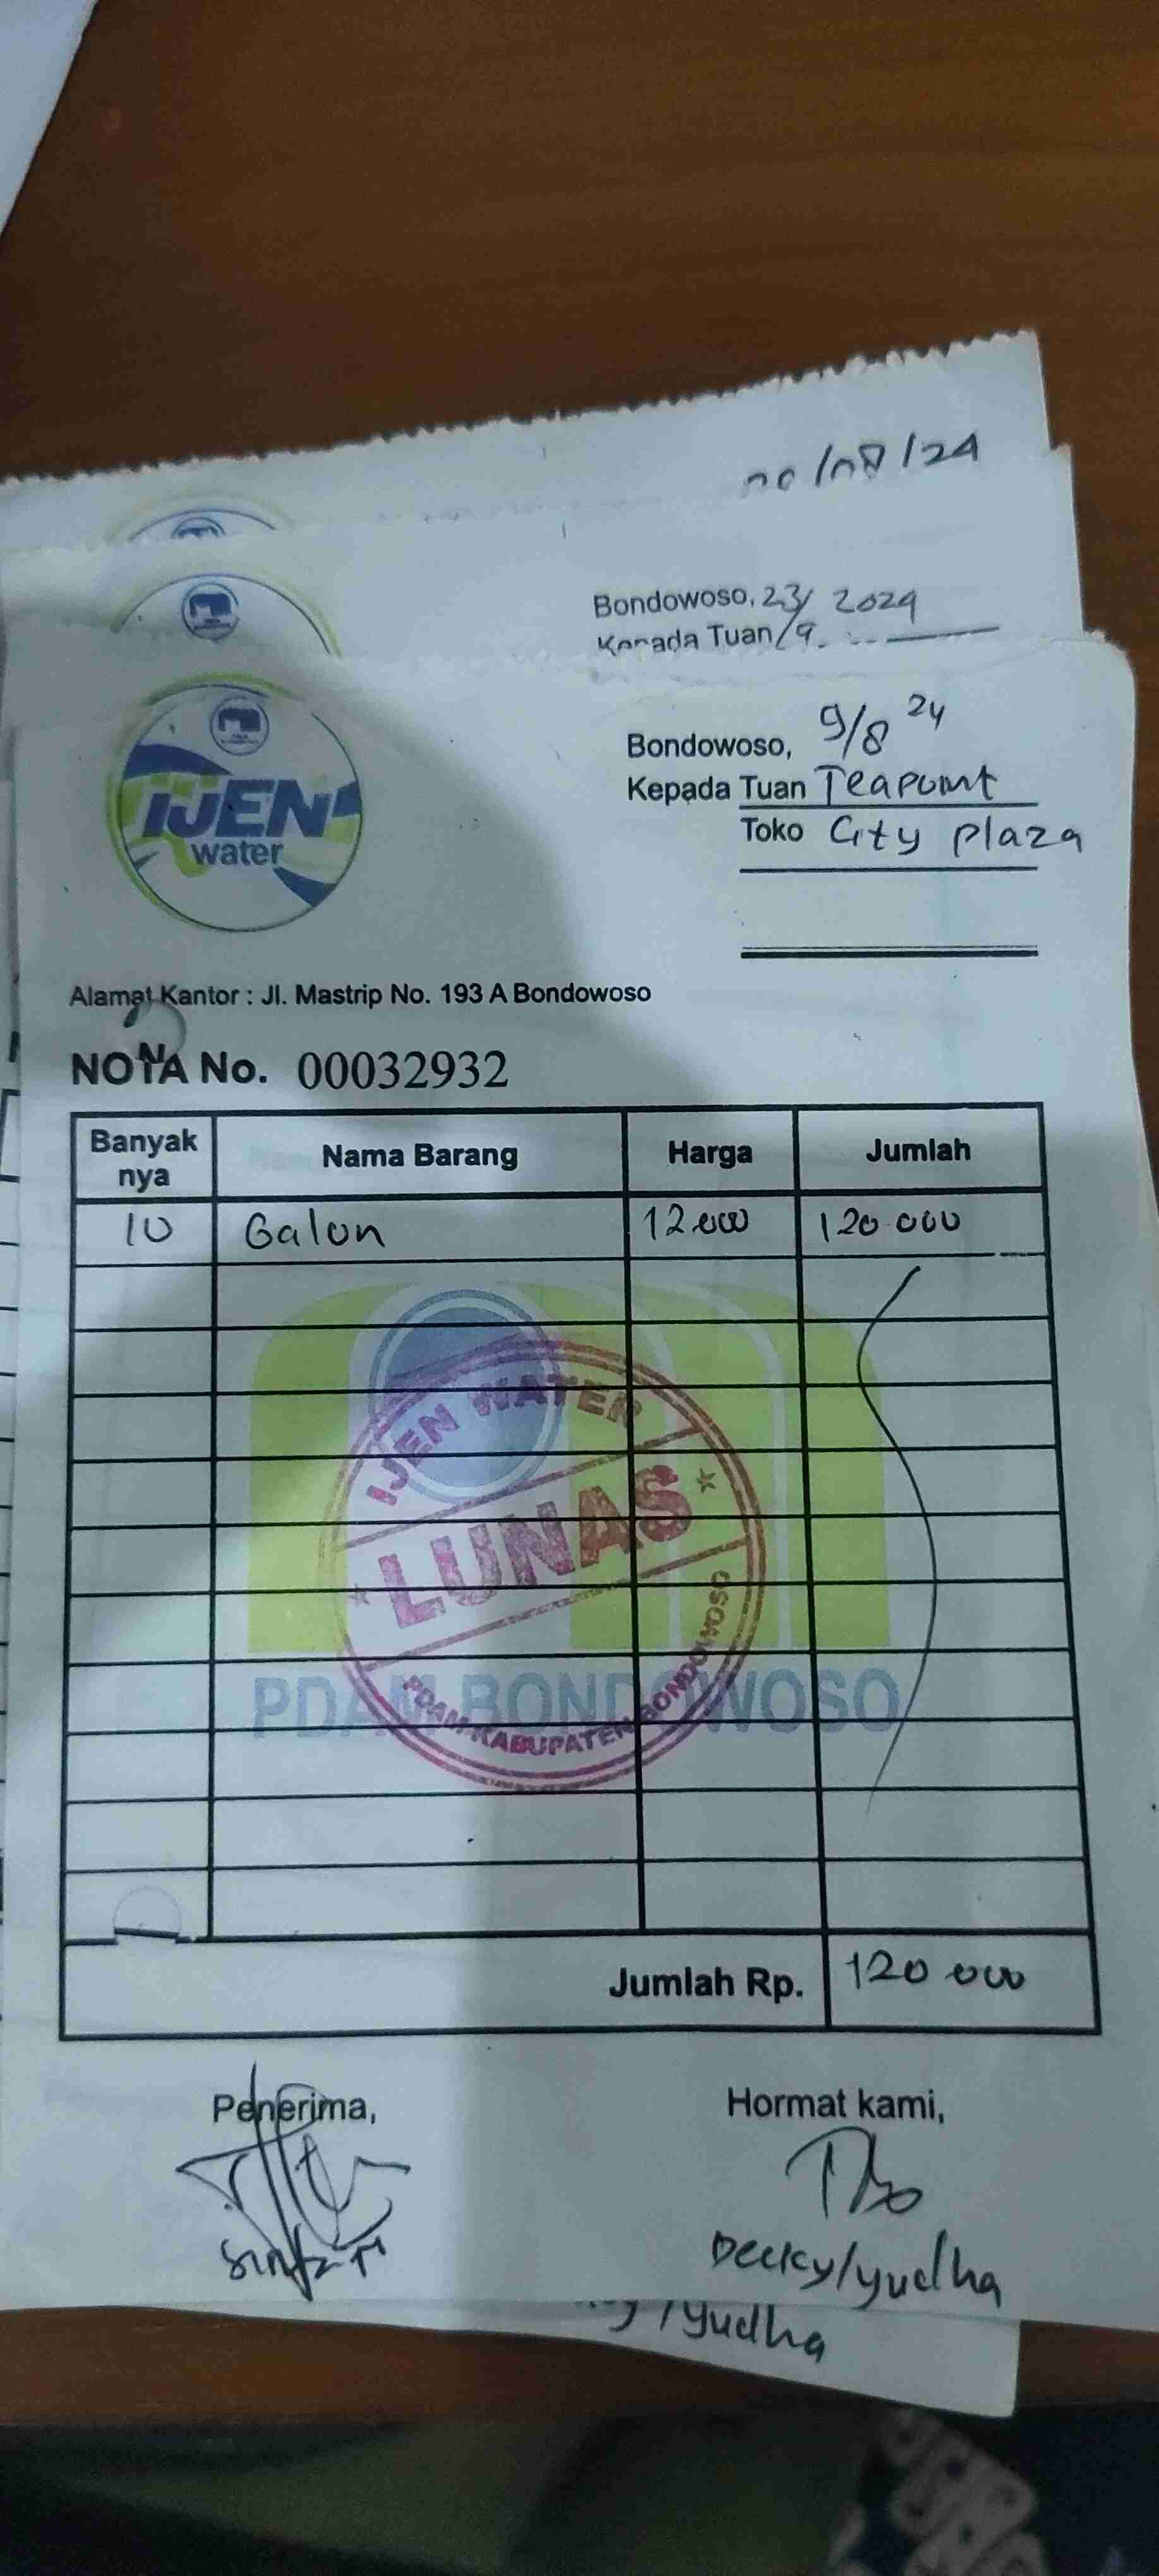 /08/24
Bondowoso, 23/ 2024
Kepada Tuan /9.
IJEN
water
Bondowoso, 9/8 24
Kepada Tuan Teapoint
Toko City plaza
Alamat Kantor : Jl. Mastrip No. 193 A Bondowoso
NOTA No. 00032932
Banyak nya Nama Barang Harga Jumlah
10 Galon 12.000 120.000
IJEN WATER
LUNAS
PDAM KABUPATEN BONDOWOSO
PDAM BONDOWOSO
Jumlah Rp. 120 000
Penerima, Hormat kami,
Decky/yudha
/yudha